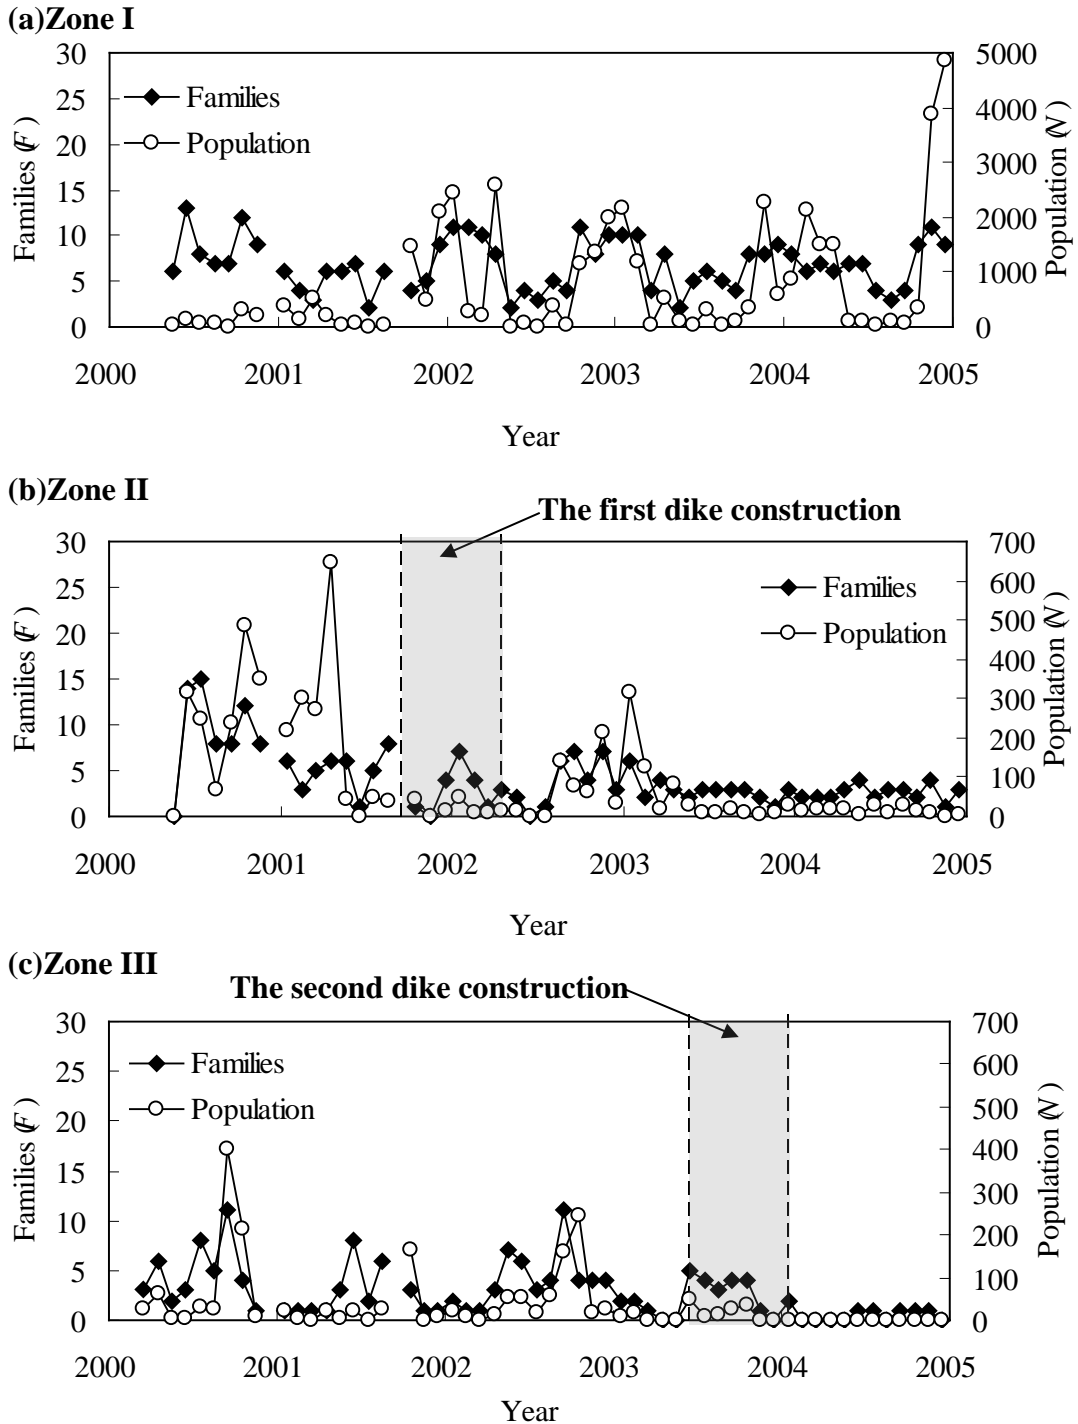 (a)Zone I
30 5000
25 4000
20 3000
15
10 2000
5 1000
0 0
Families
Population
Families (F)
Population (N)
2000 2001 2002 2003 2004 2005
Year
(b)Zone II
The first dike construction
30 700
25 600
20 500
15 400
10 300
5 200
0 100
0
Families
Population
Families (F)
Population (N)
2000 2001 2002 2003 2004 2005
Year
(c)Zone III
The second dike construction
30 700
25 600
20 500
15 400
10 300
5 200
0 100
0
Families
Population
Families (F)
Population (N)
2000 2001 2002 2003 2004 2005
Year